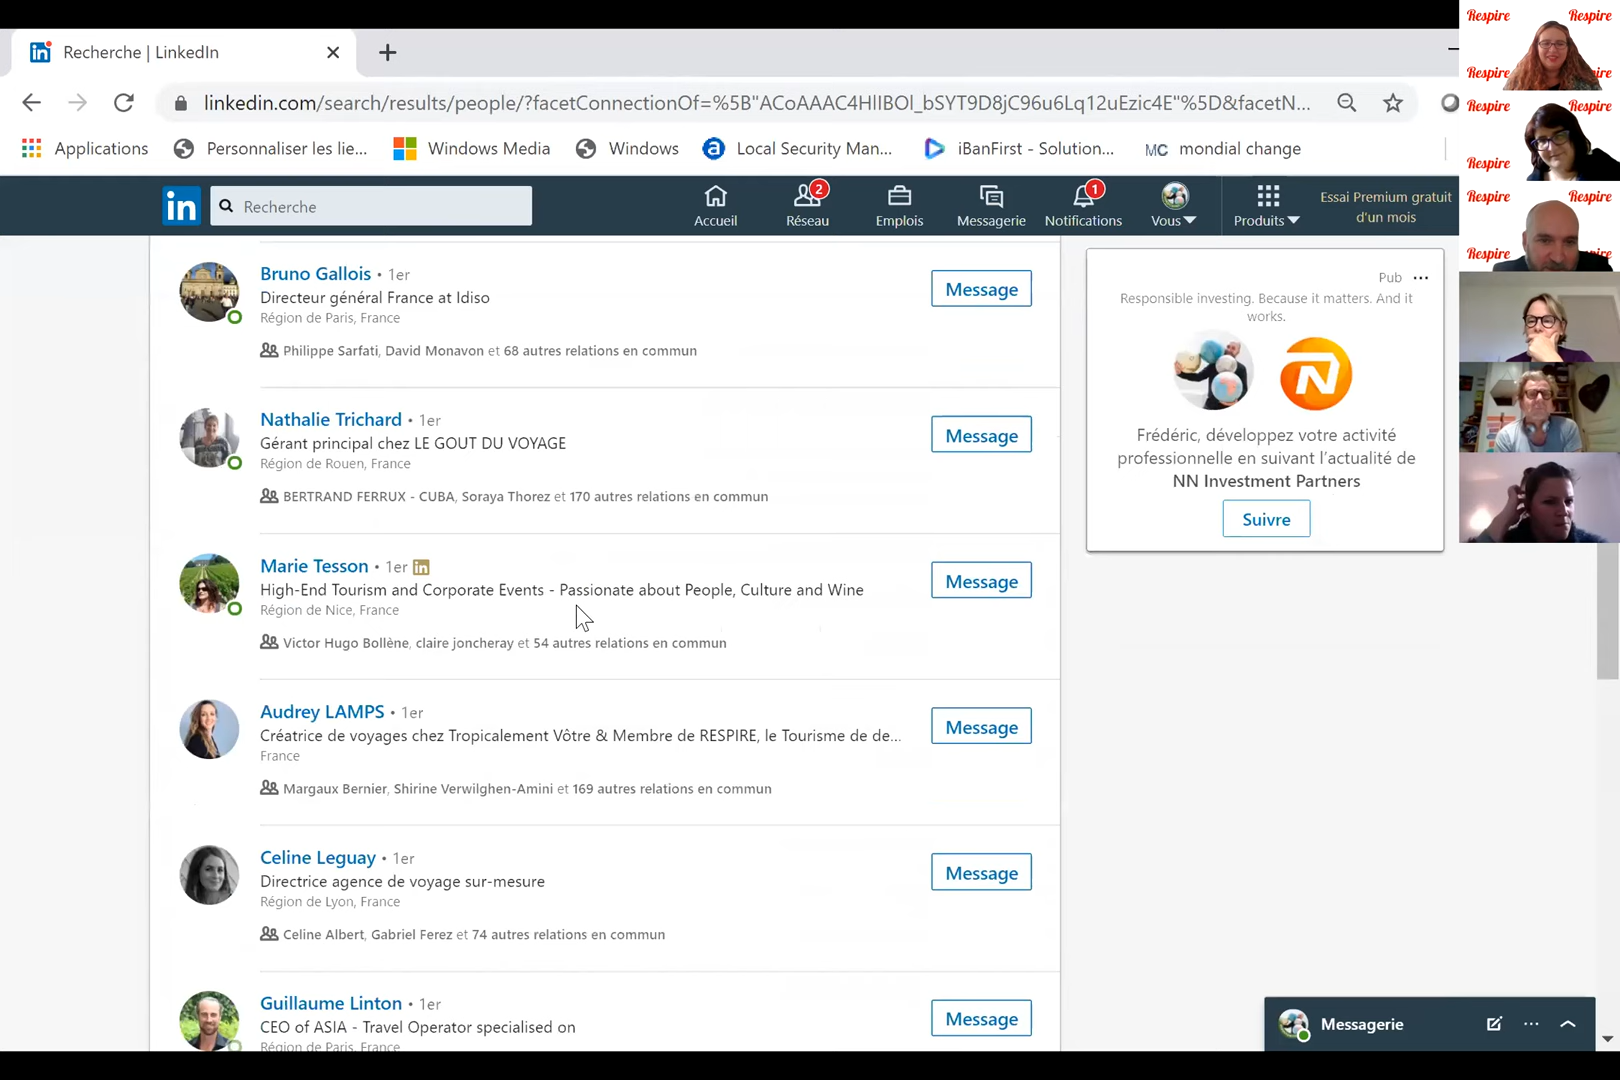 Recherche | LinkedIn
linkedin.com/search/results/people/?facetConnectionOf=%5B"ACoAAAC4HlIBOl_bSYT9D8jC96u6Lq12uEzic4E"%5D&facetN...
Applications
Personnaliser les lie...
Windows Media
Windows
Local Security Man...
iBanFirst - Solution...
MC mondial change
in
Recherche
Accueil
2
Réseau
Emplois
Messagerie
1
Notifications
Vous
Produits
Essai Premium gratuit
d'un mois
Bruno Gallois • 1er
Directeur général France at Idiso
Région de Paris, France
Philippe Sarfati, David Monavon et 68 autres relations en commun
Message
Nathalie Trichard • 1er
Gérant principal chez LE GOUT DU VOYAGE
Région de Rouen, France
BERTRAND FERRUX - CUBA, Soraya Thorez et 170 autres relations en commun
Message
Marie Tesson • 1er in
High-End Tourism and Corporate Events - Passionate about People, Culture and Wine
Région de Nice, France
Victor Hugo Bollène, claire joncheray et 54 autres relations en commun
Message
Audrey LAMPS • 1er
Créatrice de voyages chez Tropicalement Vôtre & Membre de RESPIRE, le Tourisme de de...
France
Margaux Bernier, Shirine Verwilghen-Amini et 169 autres relations en commun
Message
Celine Leguay • 1er
Directrice agence de voyage sur-mesure
Région de Lyon, France
Celine Albert, Gabriel Ferez et 74 autres relations en commun
Message
Guillaume Linton • 1er
CEO of ASIA - Travel Operator specialised on
Région de Paris, France
Message
Pub ...
Responsible investing. Because it matters. And it
works.
N
Frédéric, développez votre activité
professionnelle en suivant l'actualité de
NN Investment Partners
Suivre
Messagerie
Respire Respire
Respire Respire
Respire Respire
Respire
Respire Respire
Respire Respire